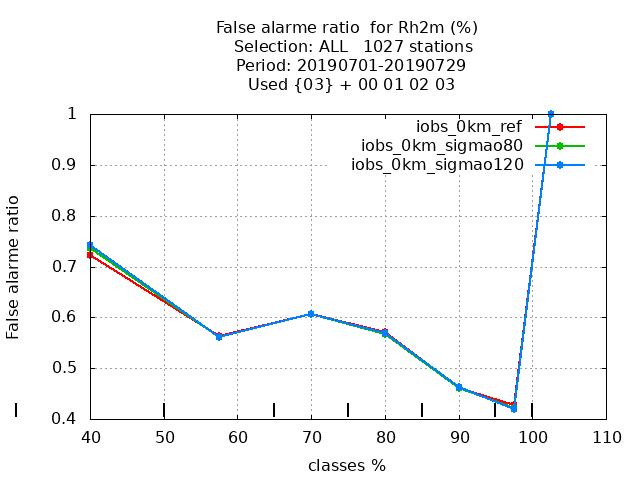 False alarme ratio  for Rh2m (%)
Selection: ALL   1027 stations
Period: 20190701-20190729
Used {03} + 00 01 02 03
iobs_0km_ref
iobs_0km_sigmao80
iobs_0km_sigmao120
False alarme ratio
1
0.9
0.8
0.7
0.6
0.5
0.4
40 50 60 70 80 90 100 110
classes %